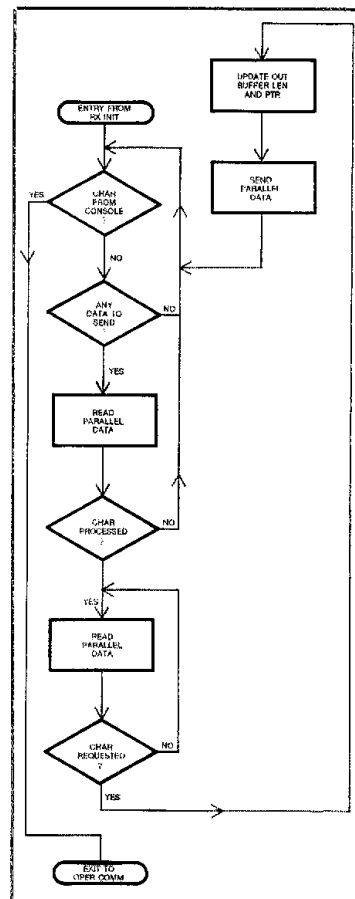 ENTRY FROM
RX INIT
UPDATE OUT
BUFFER LEN
AND PTR
SEND
PARALLEL
DATA
YES
CHAR
FROM
CONSOLE
?
NO
ANY
DATA TO
SEND
NO
YES
READ
PARALLEL
DATA
CHAR
PROCESSED
?
NO
YES
READ
PARALLEL
DATA
CHAR
REQUESTED
?
NO
YES
EXIT TO
OPER COMM